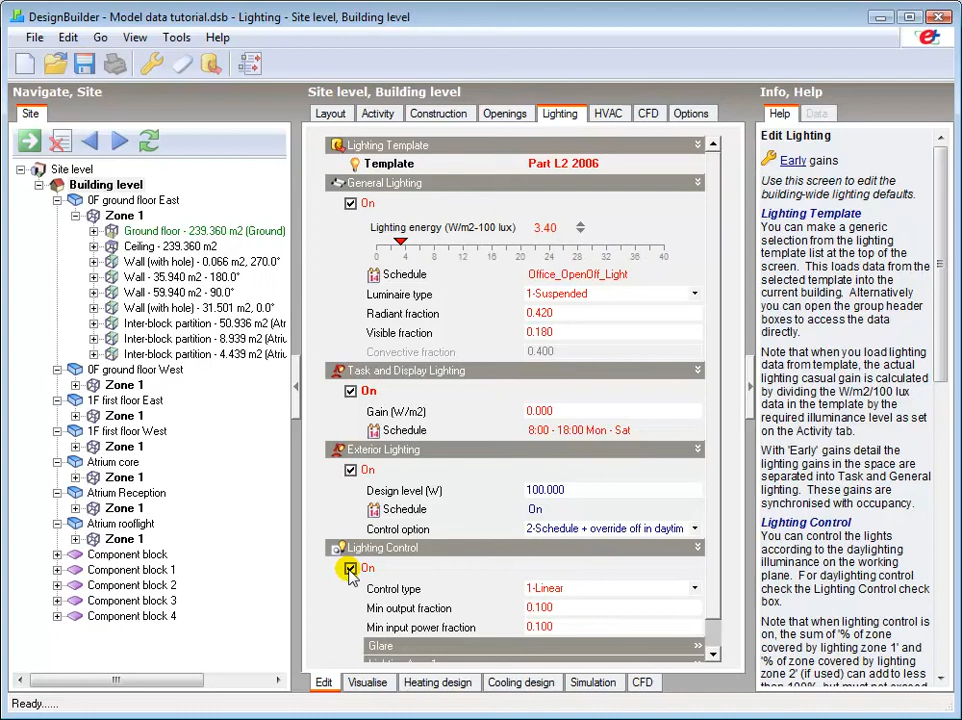 DesignBuilder - Model data tutorial.dsb - Lighting - Site level, Building level
File Edit Go View Tools Help
Navigate, Site
Site
Site level
Building level
0F ground floor East
Zone 1
Ground floor - 239.360 m2 (Ground)
Ceiling - 239.360 m2
Wall (with hole) - 0.066 m2, 270.0°
Wall - 35.940 m2 - 180.0°
Wall - 59.940 m2 - 90.0°
Wall (with hole) - 31.501 m2, 0.0°
Inter-block partition - 50.936 m2 (Atri
Inter-block partition - 8.939 m2 (Atriu
Inter-block partition - 4.439 m2 (Atriu
0F ground floor West
Zone 1
1F first floor East
Zone 1
1F first floor West
Zone 1
Atrium core
Zone 1
Atrium Reception
Zone 1
Atrium rooflight
Zone 1
Component block
Component block 1
Component block 2
Component block 3
Component block 4
Site level, Building level
Layout Activity Construction Openings Lighting HVAC CFD Options
Lighting Template
Template Part L2 2006
General Lighting
On
Lighting energy (W/m2-100 lux) 3.40
0 4 8 12 16 20 24 28 32 36 40
Schedule Office_OpenOff_Light
Luminaire type 1-Suspended
Radiant fraction 0.420
Visible fraction 0.180
Convective fraction 0.400
Task and Display Lighting
On
Gain (W/m2) 0.000
Schedule 8:00 - 18:00 Mon - Sat
Exterior Lighting
On
Design level (W) 100.000
Schedule On
Control option 2-Schedule + override off in daytim
Lighting Control
On
Control type 1-Linear
Min output fraction 0.100
Min input power fraction 0.100
Glare
Edit Visualise Heating design Cooling design Simulation CFD
Info, Help
Help Data
Edit Lighting
Early gains
Use this screen to edit the
building-wide lighting defaults.
Lighting Template
You can make a generic
selection from the lighting
template list at the top of the
screen. This loads data from the
selected template into the
current building. Alternatively
you can open the group header
boxes to access the data
directly.
Note that when you load lighting
data from template, the actual
lighting casual gain is calculated
by dividing the W/m2/100 lux
data in the template by the
required illuminance level as set
on the Activity tab.
With 'Early' gains detail the
lighting gains in the space are
separated into Task and General
lighting. These gains are
synchronised with occupancy.
Lighting Control
You can control the lights
according to the daylighting
illuminance on the working
plane. For daylighting control
check the Lighting Control check
box.
Note that when lighting control is
on, the sum of '% of zone
covered by lighting zone 1' and
'% of zone covered by lighting
zone 2' (if used) can add to less
Ready......